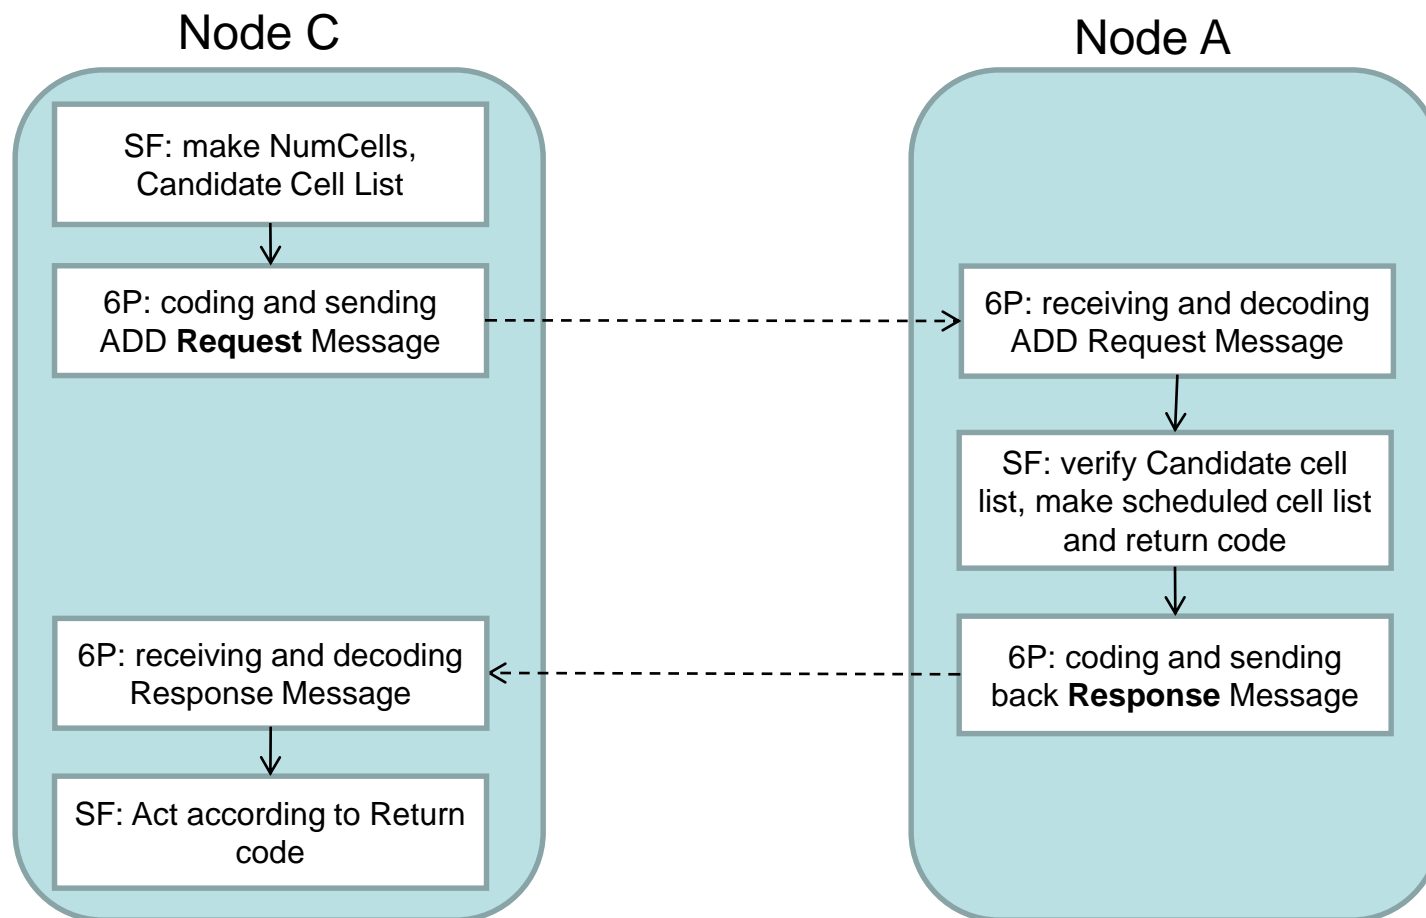 Node C
Node A
SF: make NumCells,
Candidate Cell List
6P: coding and sending
ADD Request Message
6P: receiving and decoding
ADD Request Message
SF: verify Candidate cell
list, make scheduled cell list
and return code
6P: receiving and decoding
Response Message
6P: coding and sending
back Response Message
SF: Act according to Return
code